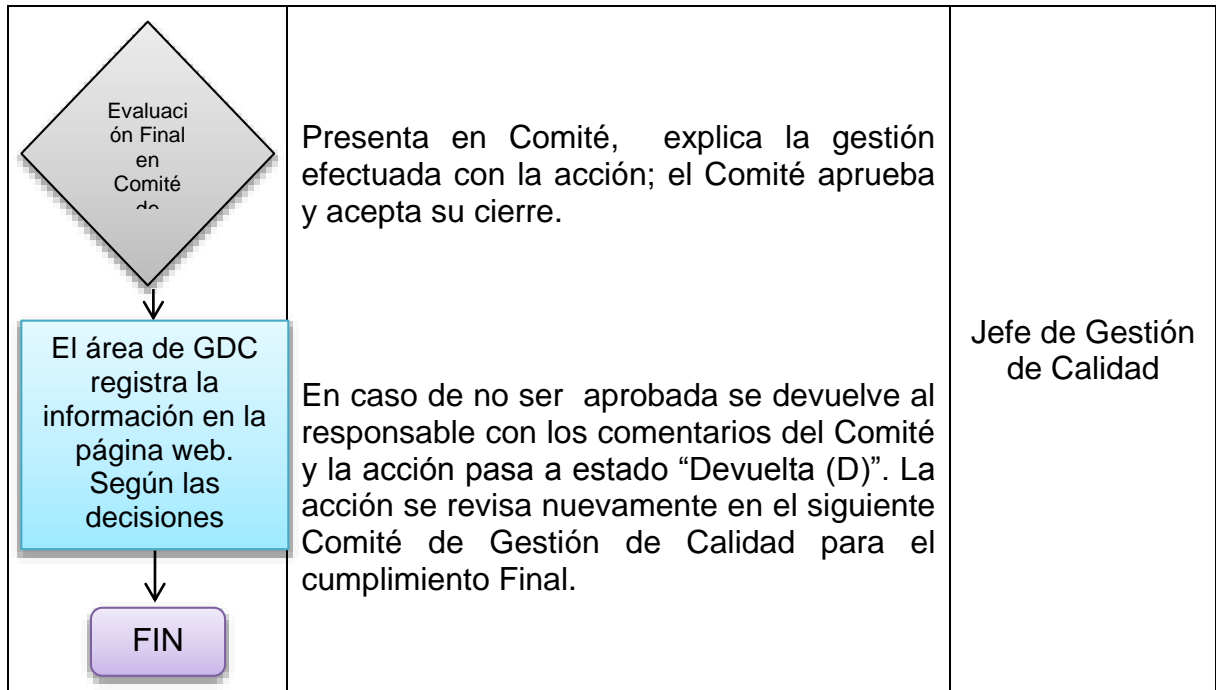 Evaluaci
ón Final
en
Comité
de
El área de GDC
registra la
información en la
página web.
Según las
decisiones
FIN
Presenta en Comité,  explica la gestión
efectuada con la acción; el Comité aprueba
y acepta su cierre.
En caso de no ser  aprobada se devuelve al
responsable con los comentarios del Comité
y la acción pasa a estado “Devuelta (D)”. La
acción se revisa nuevamente en el siguiente
Comité de Gestión de Calidad para el
cumplimiento Final.
Jefe de Gestión
de Calidad